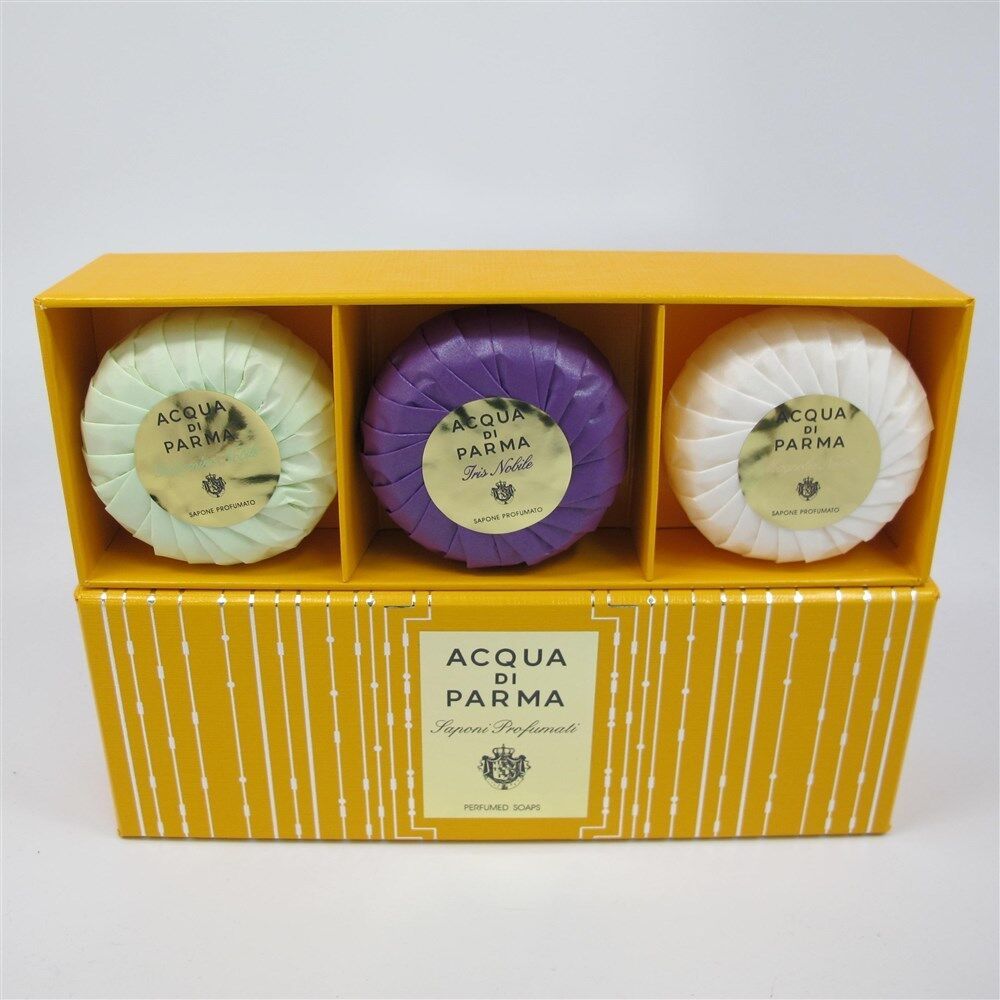 ACQUA
DI
PARMA
SAPONE PROFUMATO
ACQUA
DI
PARMA
Iris Nobile
SAPONE PROFUMATO
ACQUA
DI
PARMA
SAPONE PROFUMATO
ACQUA
DI
PARMA
Saponi Profumati
PERFUMED SOAPS